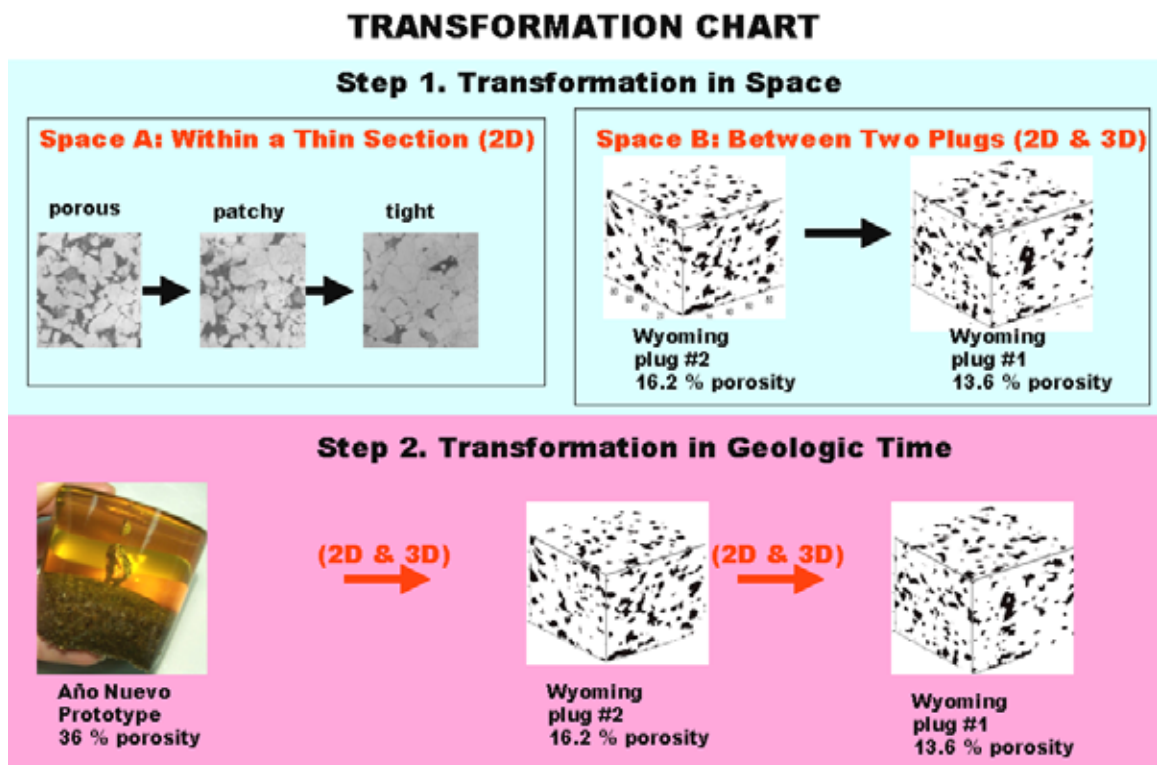 TRANSFORMATION CHART
Step 1. Transformation in Space
Space A: Within a Thin Section (2D)
porous
patchy
tight
Space B: Between Two Plugs (2D & 3D)
Wyoming
plug #2
16.2 % porosity
Wyoming
plug #1
13.6 % porosity
Step 2. Transformation in Geologic Time
(2D & 3D)
(2D & 3D)
Año Nuevo
Prototype
36 % porosity
Wyoming
plug #2
16.2 % porosity
Wyoming
plug #1
13.6 % porosity